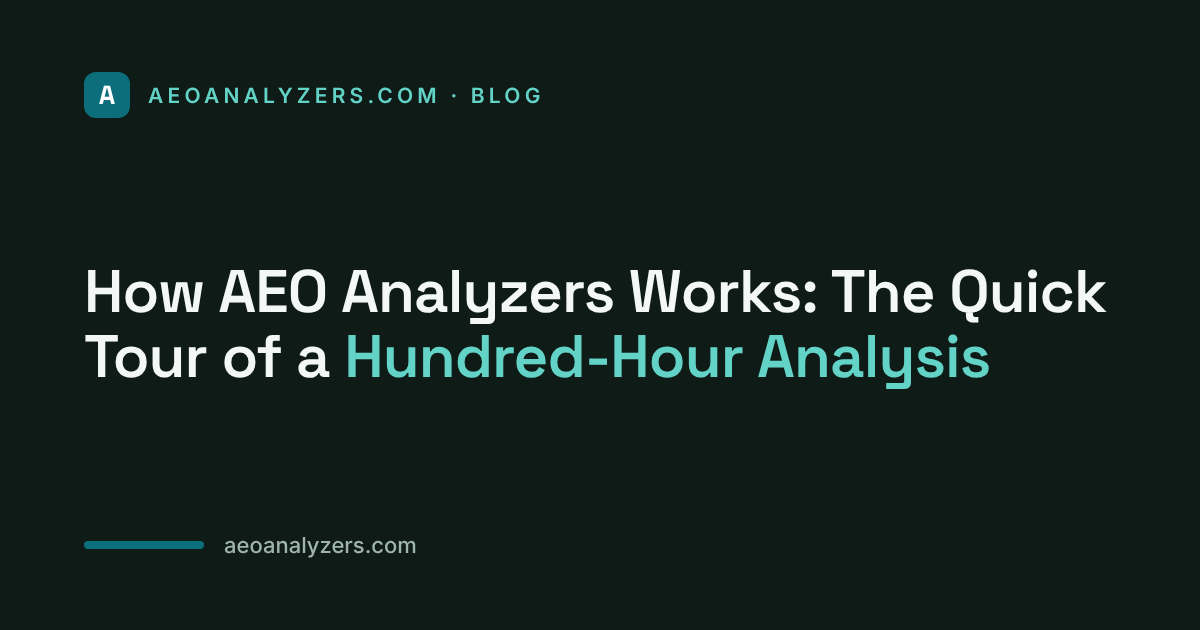 A
AEOANALYZERS.COM · BLOG
How AEO Analyzers Works: The Quick
Tour of a Hundred-Hour Analysis
aeoanalyzers.com